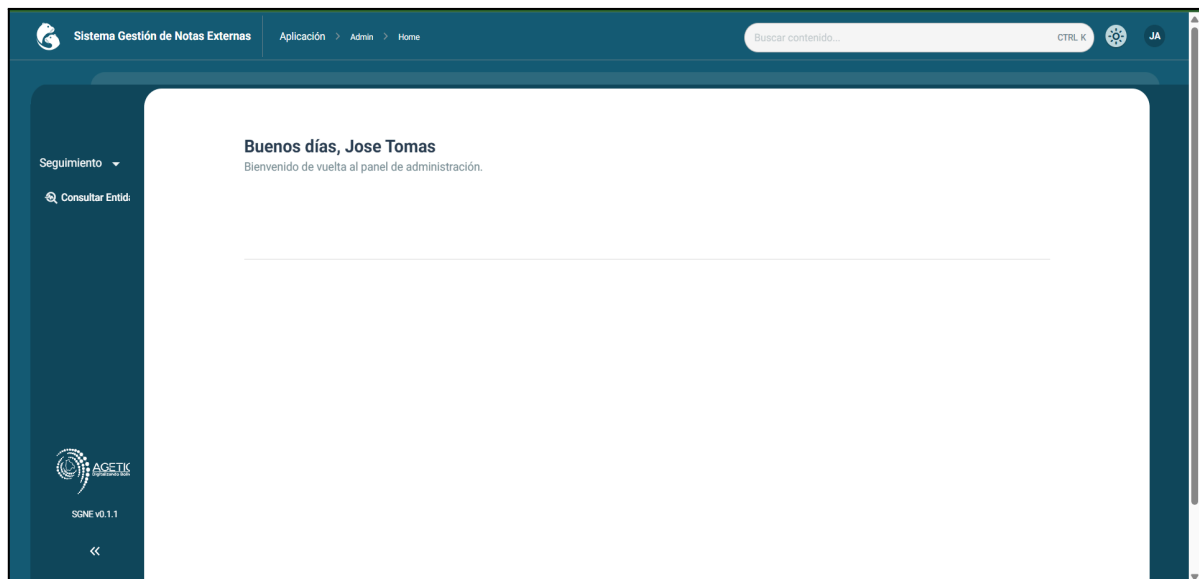 Sistema Gestión de Notas Externas
Aplicación > Admin > Home
Buscar contenido...
CTRL K
JA
Seguimiento
Consultar Entid
Buenos días, Jose Tomas
Bienvenido de vuelta al panel de administración.
AGETIC
SGNE v0.1.1